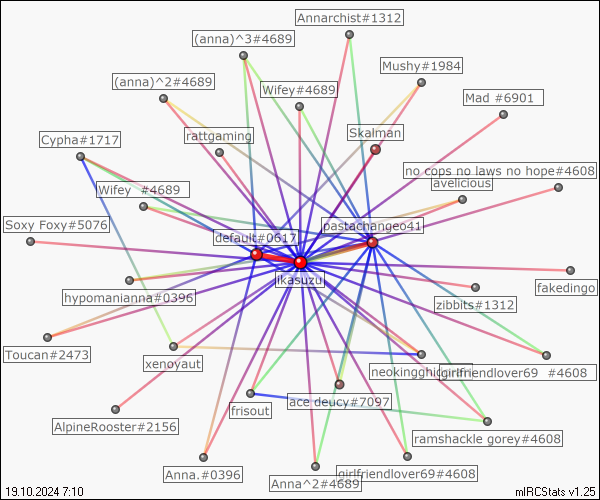 Annarchist#1312
(anna)^3#4689
Mushy#1984
(anna)^2#4689
Wifey#4689
Mad #6901
rattgaming
Skalman
Cypha#1717
no cops no laws no hope#4608
avelicious
Wifey #4689
Soxy Foxy#5076
pastachangeo41
default#0617
ikasuzu
fakedingo
hypomanianna#0396
zibbits#1312
Toucan#2473
xenoyaut
girlfriendlover69 #4608
ace deucy#7097
frisout
AlpineRooster#2156
ramshackle gorey#4608
Anna.#0396
girlfriendlover69#4608
Anna^2#4689
19.10.2024 7:10
mIRCStats v1.25